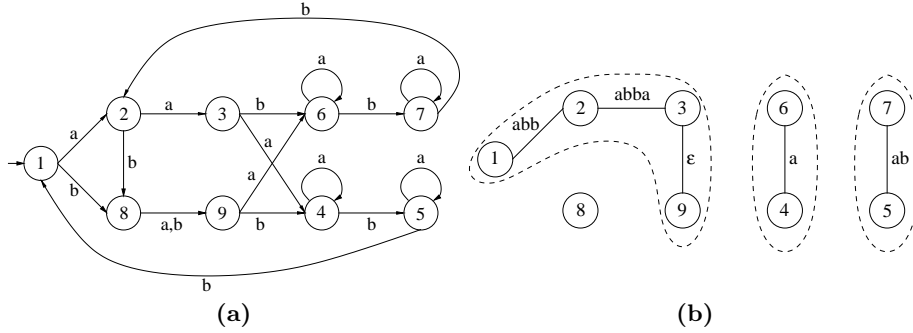 b
a a
2 a 3 b 6 b 7
a
1 b a
b a a a
8 a,b 9 b 4 b 5
b
(a)
abba
2 3 6 7
abb
1 ε a ab
8 9 4 5
(b)